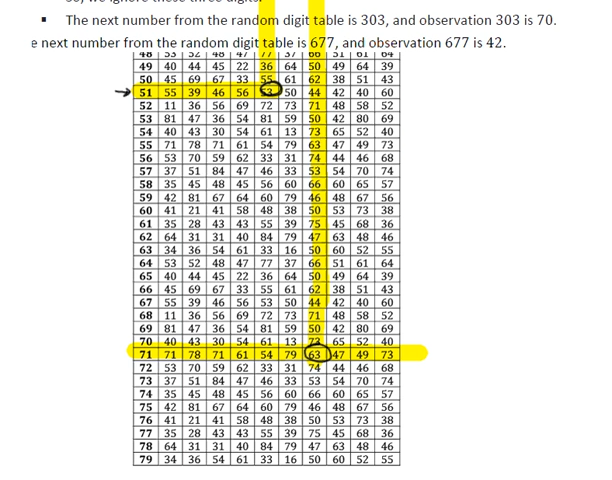 ▪ The next number from the random digit table is 303, and observation 303 is 70.
e next number from the random digit table is 677, and observation 677 is 42.
48 53 52 48 47 77 37 66 51 61 64
49 40 44 45 22 36 64 50 49 64 39
50 45 69 67 33 55 61 62 38 51 43
51 55 39 46 56 53 50 44 42 40 60
52 11 36 56 69 72 73 71 48 58 52
53 81 47 36 54 81 59 50 42 80 69
54 40 43 30 54 61 13 73 65 52 40
55 71 78 71 61 54 79 63 47 49 73
56 53 70 59 62 33 31 74 44 46 68
57 37 51 84 47 46 33 53 54 70 74
58 35 45 48 45 56 60 66 60 65 57
59 42 81 67 64 60 79 46 48 67 56
60 41 21 41 58 48 38 50 53 73 38
61 35 28 43 43 55 39 75 45 68 36
62 64 31 31 40 84 79 47 63 48 46
63 34 36 54 61 33 16 50 60 52 55
64 53 52 48 47 77 37 66 51 61 64
65 40 44 45 22 36 64 50 49 64 39
66 45 69 67 33 55 61 62 38 51 43
67 55 39 46 56 53 50 44 42 40 60
68 11 36 56 69 72 73 71 48 58 52
69 81 47 36 54 81 59 50 42 80 69
70 40 43 30 54 61 13 73 65 52 40
71 71 78 71 61 54 79 63 47 49 73
72 53 70 59 62 33 31 74 44 46 68
73 37 51 84 47 46 33 53 54 70 74
74 35 45 48 45 56 60 66 60 65 57
75 42 81 67 64 60 79 46 48 67 56
76 41 21 41 58 48 38 50 53 73 38
77 35 28 43 43 55 39 75 45 68 36
78 64 31 31 40 84 79 47 63 48 46
79 34 36 54 61 33 16 50 60 52 55